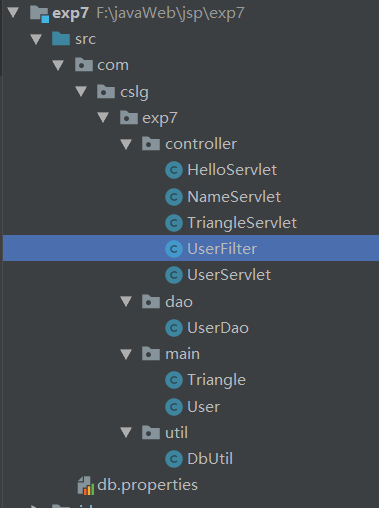 exp7 F:\javaWeb\jsp\exp7
src
com
cslg
exp7
controller
HelloServlet
NameServlet
TriangleServlet
UserFilter
UserServlet
dao
UserDao
main
Triangle
User
util
DbUtil
db.properties